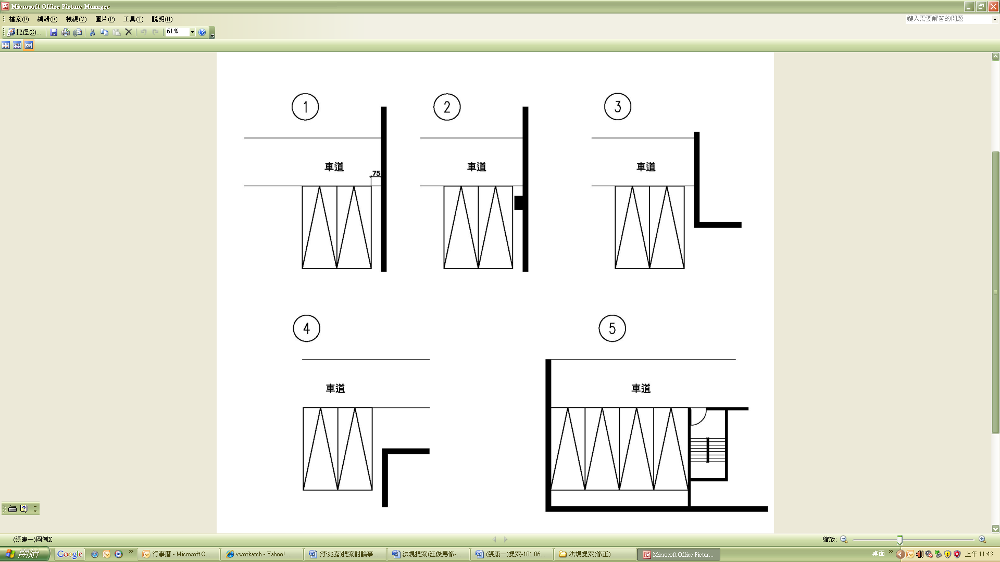 Microsoft Office Picture Manager
檔案(F) 編輯(E) 檢視(V) 圖片(P) 工具(T) 說明(H)
鍵入需要解答的問題
捷徑(S)... 61%
1 2 3
車道 車道 車道
75
4 5
車道 車道
(張康一)圖例X
縮放:
開始 Google 行事曆 - Microsoft O... vworkarch - Yahoo! ... (李兆嘉)提案討論事... 法規提案(汪俊男修-... (張康一)提案-101.06... 法規提案(修正) Microsoft Office Pictur... 桌面 上午 11:43